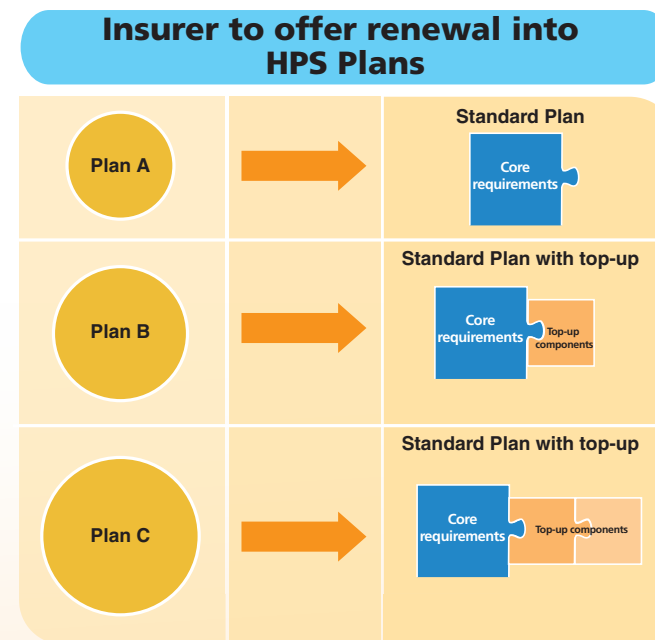 Insurer to offer renewal into
HPS Plans
Plan A
Standard Plan
Core
requirements
Plan B
Standard Plan with top-up
Core
requirements
Top-up
components
Plan C
Standard Plan with top-up
Core
requirements
Top-up components